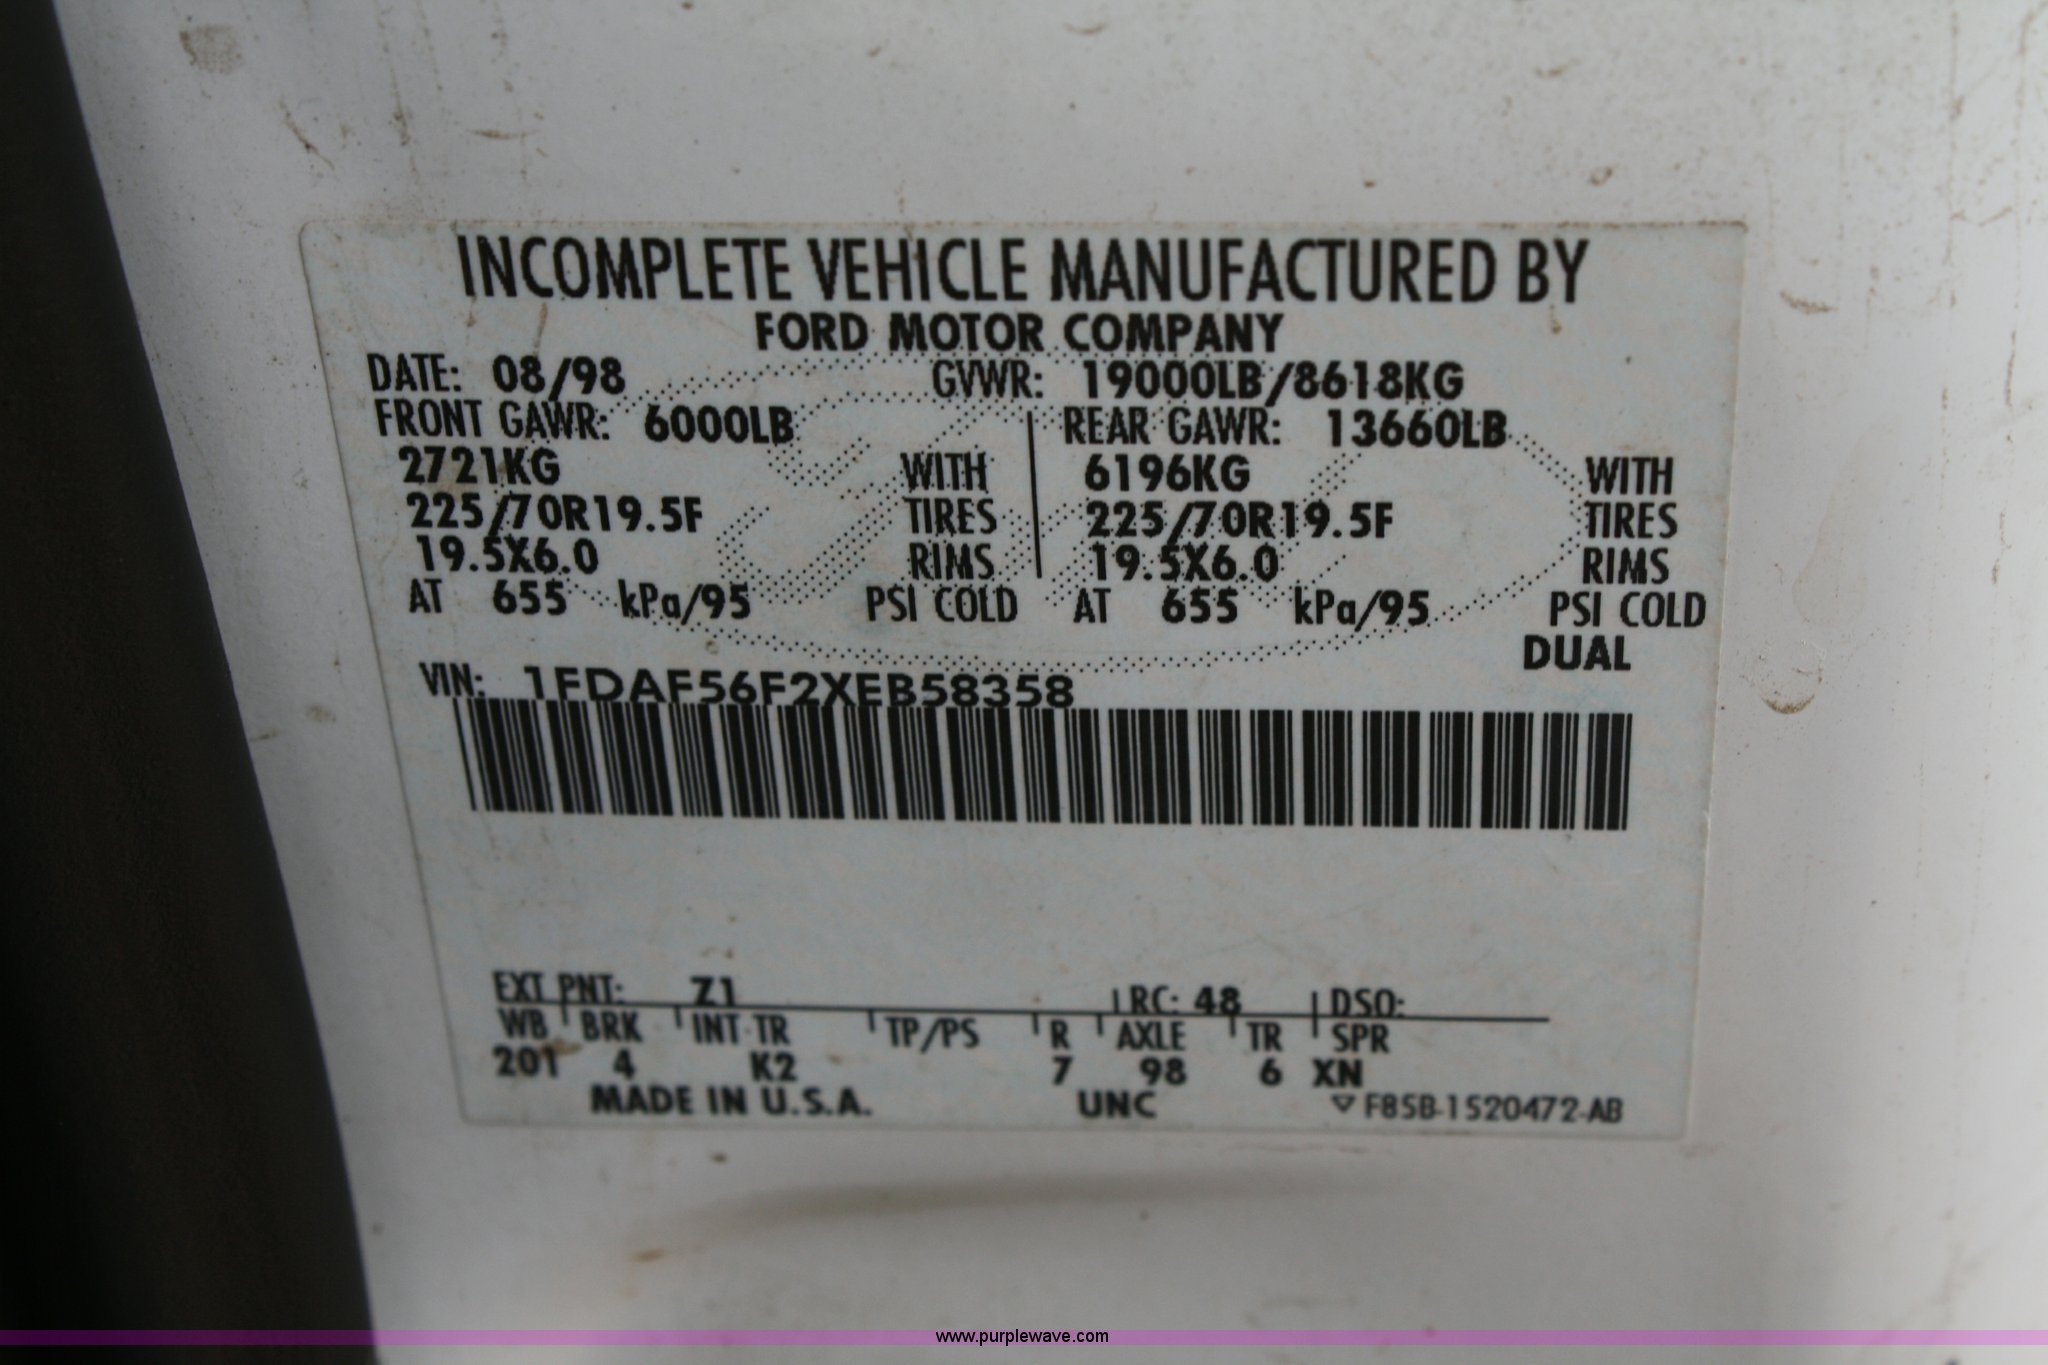 INCOMPLETE VEHICLE MANUFACTURED BY
FORD MOTOR COMPANY
DATE: 08/98 GVWR: 19000LB/8618KG
FRONT GAWR: 6000LB REAR GAWR: 13660LB
2721KG WITH 6196KG WITH
225/70R19.5F TIRES 225/70R19.5F TIRES
19.5X6.0 RIMS 19.5X6.0 RIMS
AT 655 kPa/95 PSI COLD AT 655 kPa/95 PSI COLD
DUAL
VIN: 1FDAF56F2XEB58358
EXT PNT: Z1 RC: 48 DSO:
WB BRK INT TR TP/PS R AXLE TR SPR
201 4 K2 7 98 6 XN
MADE IN U.S.A. UNC F85B-1520472-AB
www.purplewave.com